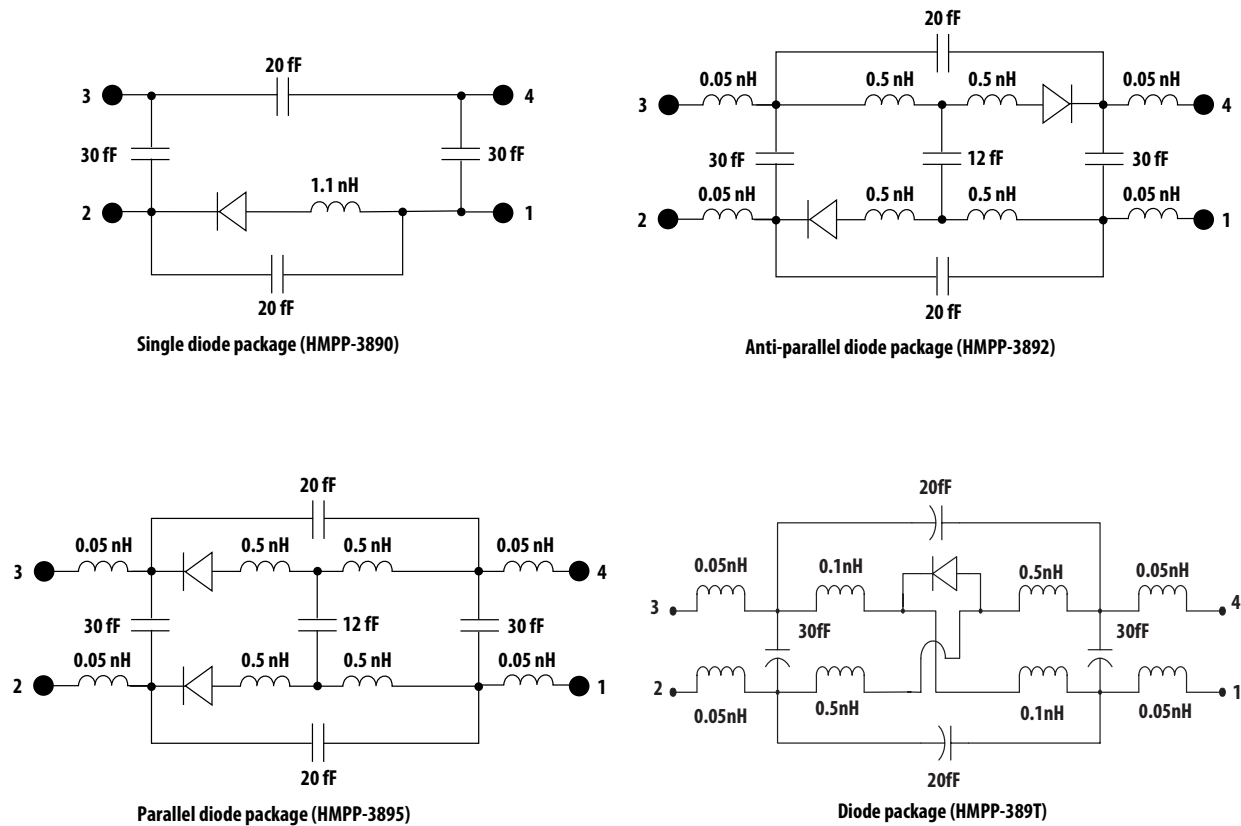 20 fF
3
4
30 fF
30 fF
1.1 nH
2
1
20 fF
Single diode package (HMPP-3890)
20 fF
0.05 nH
0.5 nH
0.5 nH
0.05 nH
3
4
30 fF
12 fF
30 fF
0.05 nH
0.5 nH
0.5 nH
0.05 nH
2
1
20 fF
Anti-parallel diode package (HMPP-3892)
20 fF
0.05 nH
0.5 nH
0.5 nH
0.05 nH
3
4
30 fF
12 fF
30 fF
0.05 nH
0.5 nH
0.5 nH
0.05 nH
2
1
20 fF
Parallel diode package (HMPP-3895)
20fF
0.05nH
0.1nH
0.5nH
0.05nH
3
4
30fF
30fF
2
1
0.05nH
0.5nH
0.1nH
0.05nH
20fF
Diode package (HMPP-389T)